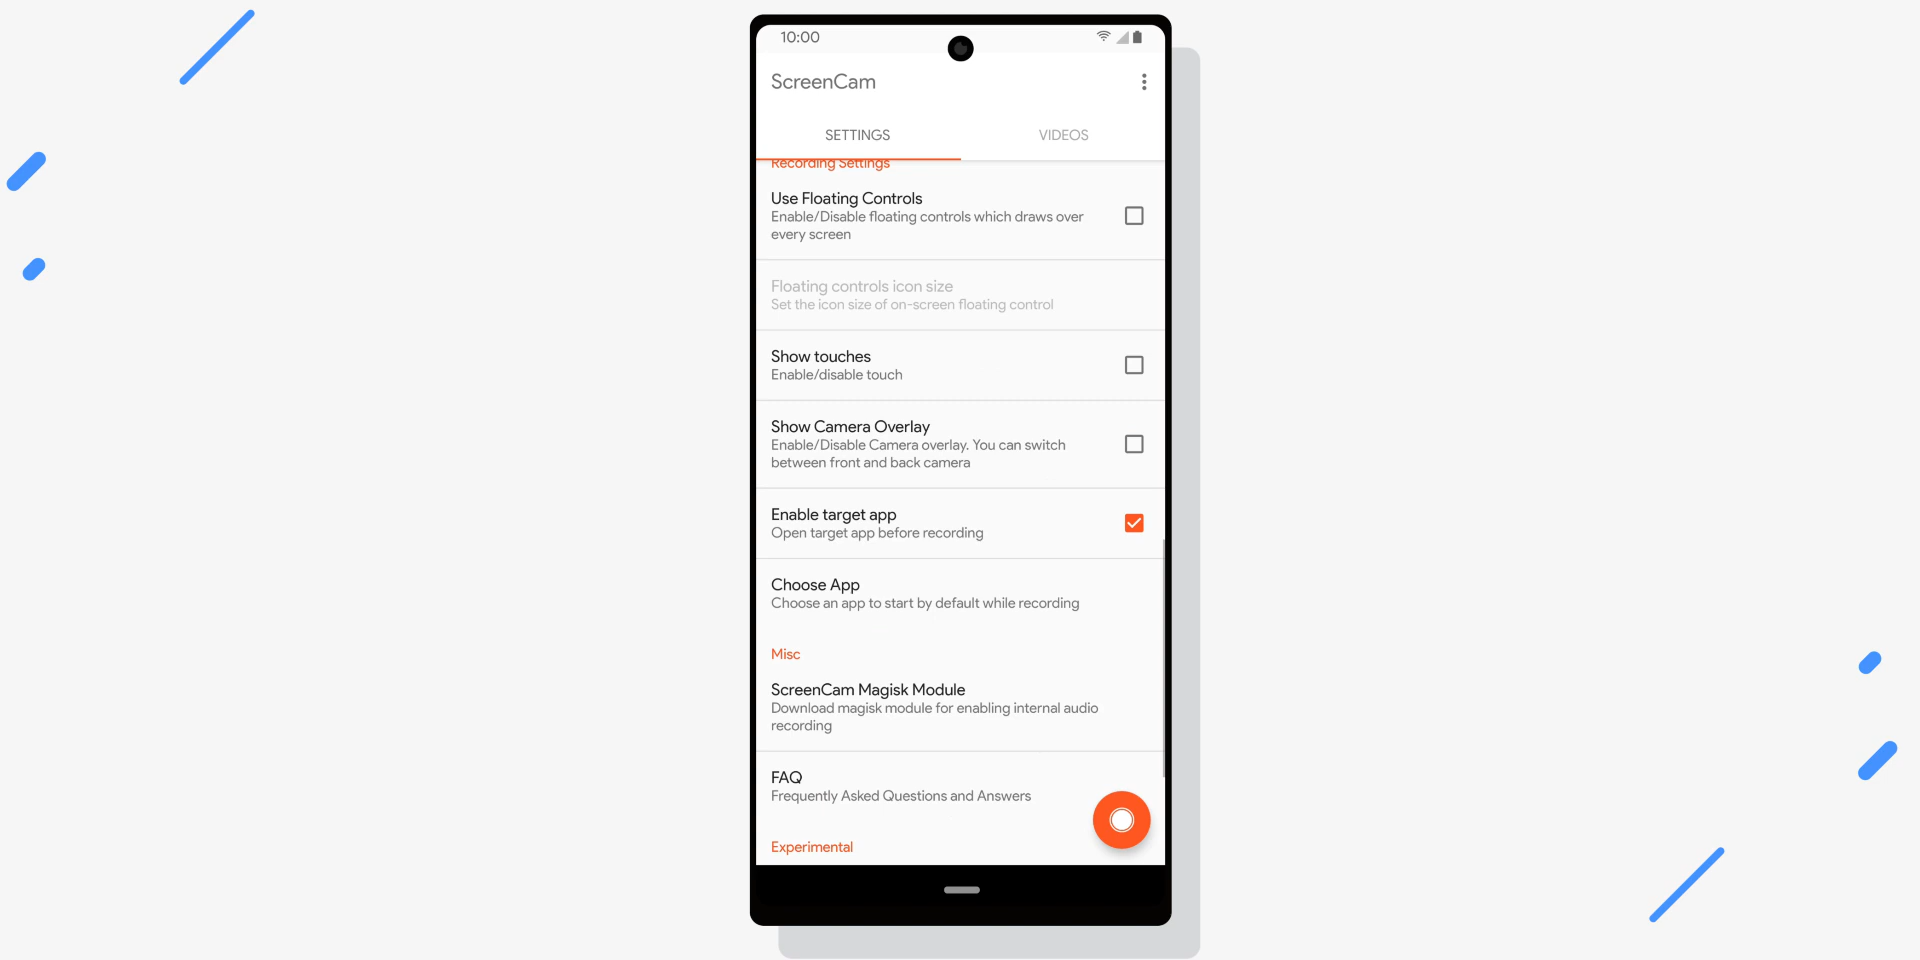 10:00
ScreenCam
SETTINGS
VIDEOS
Recording Settings
Use Floating Controls
Enable/Disable floating controls which draws over
every screen
Floating controls icon size
Set the icon size of on-screen floating control
Show touches
Enable/disable touch
Show Camera Overlay
Enable/Disable Camera overlay. You can switch
between front and back camera
Enable target app
Open target app before recording
Choose App
Choose an app to start by default while recording
Misc
ScreenCam Magisk Module
Download magisk module for enabling internal audio
recording
FAQ
Frequently Asked Questions and Answers
Experimental